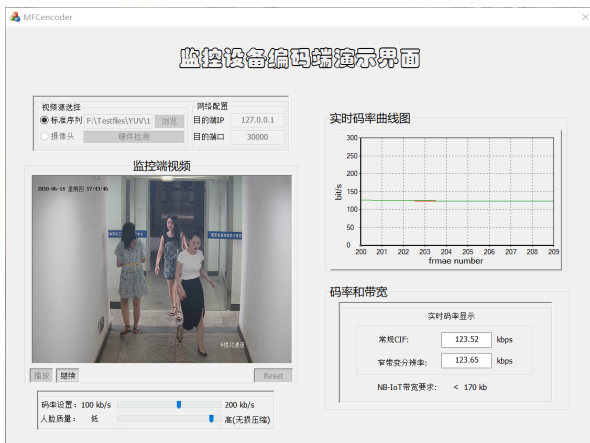 MFCencoder
监控设备编码端演示界面
视频源选择
标准序列 F:\Testfiles\YUV\1 浏览
摄像头 硬件检测
网络配置
目的端IP 127.0.0.1
目的端口 30000
监控端视频
2018-06-14 星期四 17:43:46
播放 继续 Reset
码率设置: 100 kb/s 200 kb/s
人脸质量: 低 高(无损压缩)
实时码率曲线图
300
250
200
150
100
50
0
bit/s
200 201 202 203 204 205 206 207 208 209
frmae number
码率和带宽
实时码率显示
常规CIF: 123.52 kbps
窄带变分辨率: 123.65 kbps
NB-IoT带宽要求: < 170 kb